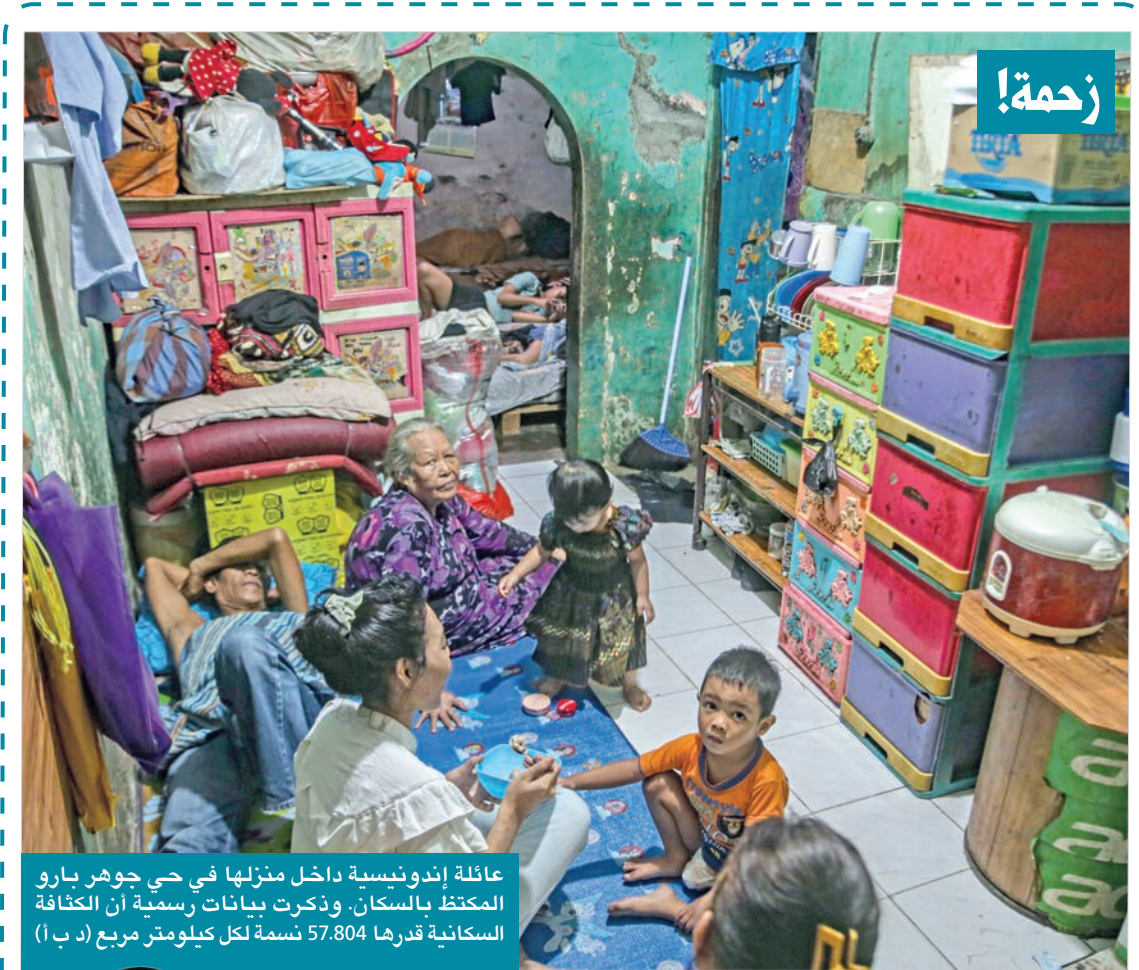 زحمة!
عائلة إندونيسية داخل منزلها في حي جوهر بارو
المكتظ بالسكان. وذكرت بيانات رسمية أن الكثافة
السكانية قدرها 57.804 نسمة لكل كيلومتر مربع (د ب أ)